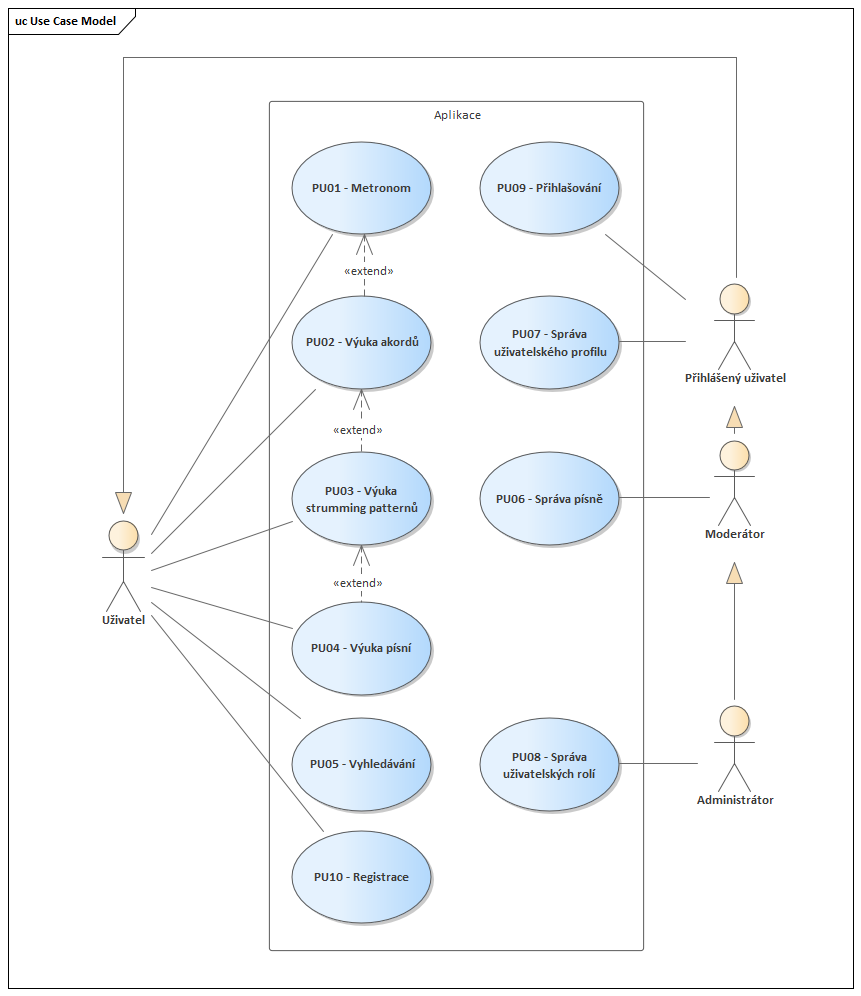 uc Use Case Model
Aplikace
PU01 - Metronom
PU09 - Přihlašování
«extend»
PU02 - Výuka akordů
PU07 - Správa
uživatelského profilu
Přihlášený uživatel
«extend»
PU03 - Výuka
strumming patternů
PU06 - Správa písně
Moderátor
«extend»
Uživatel
PU04 - Výuka písní
PU05 - Vyhledávání
PU08 - Správa
uživatelských rolí
Administrátor
PU10 - Registrace